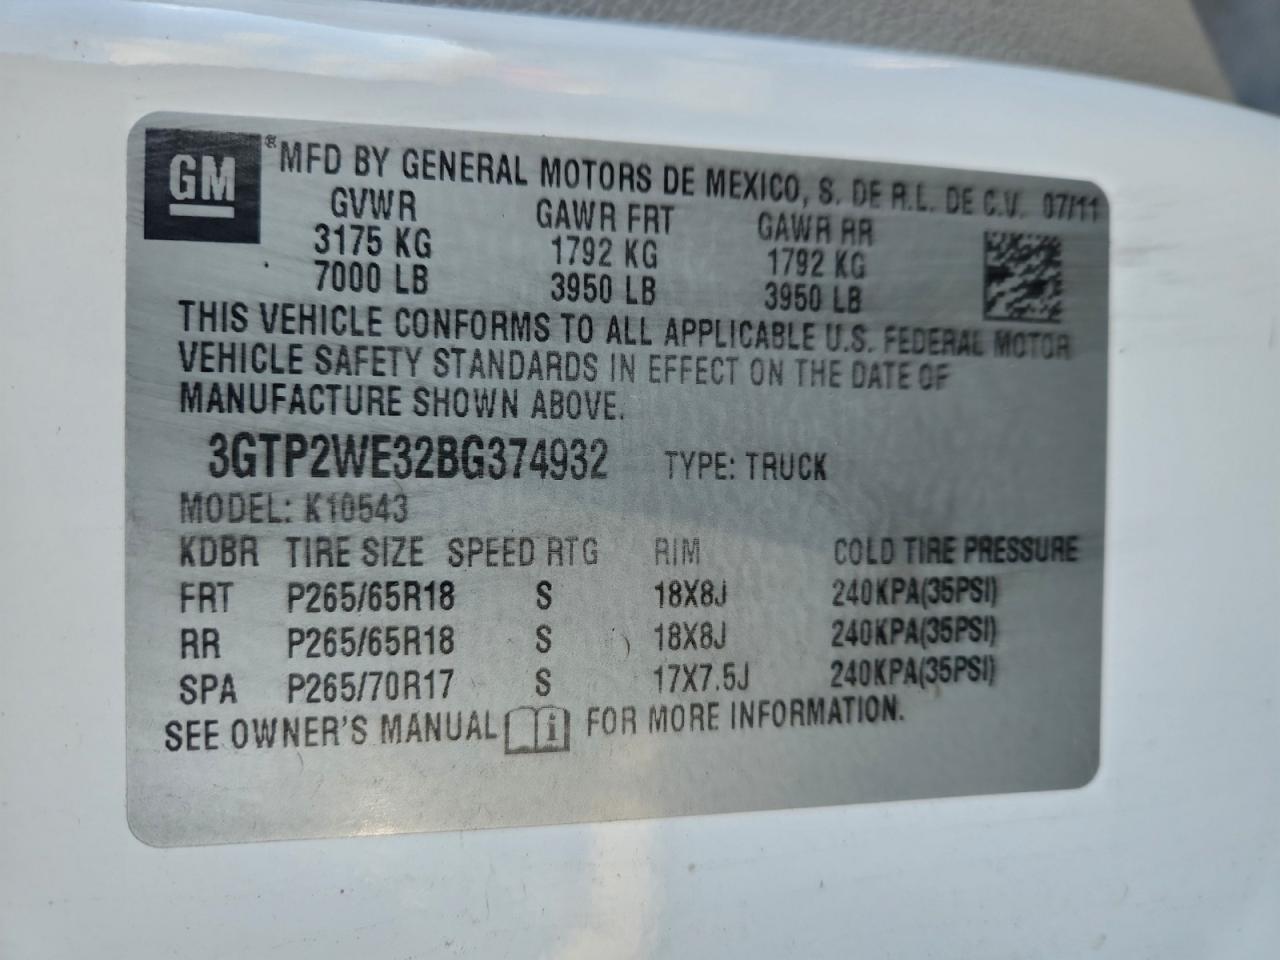 GM
® MFD BY GENERAL MOTORS DE MEXICO, S. DE R.L. DE C.V. 07/11
GVWR GAWR FRT GAWR RR
3175 KG 1792 KG 1792 KG
7000 LB 3950 LB 3950 LB
THIS VEHICLE CONFORMS TO ALL APPLICABLE U.S. FEDERAL MOTOR
VEHICLE SAFETY STANDARDS IN EFFECT ON THE DATE OF
MANUFACTURE SHOWN ABOVE.
3GTP2WE32BG374932 TYPE: TRUCK
MODEL: K10543
KDBR TIRE SIZE SPEED RTG RIM COLD TIRE PRESSURE
FRT P265/65R18 S 18X8J 240KPA(35PSI)
RR P265/65R18 S 18X8J 240KPA(35PSI)
SPA P265/70R17 S 17X7.5J 240KPA(35PSI)
SEE OWNER'S MANUAL i FOR MORE INFORMATION.